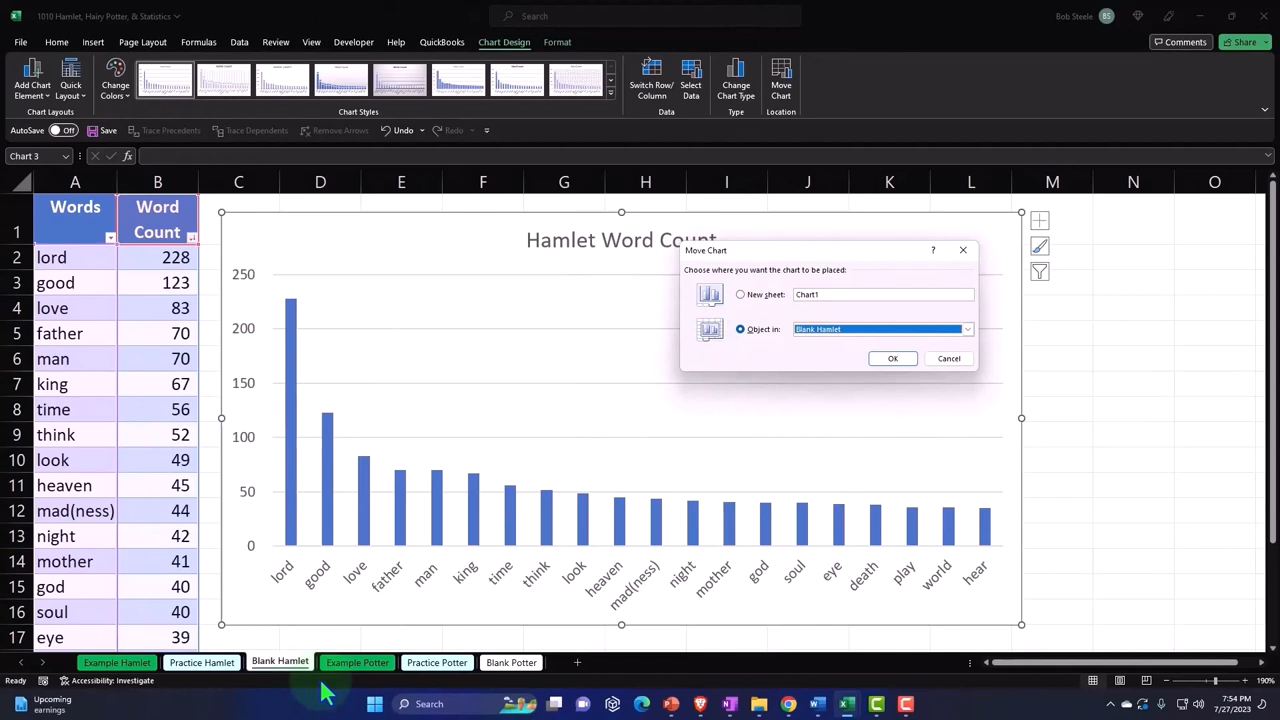 1010 Hamlet, Hairy Potter, & Statistics
Search
Bob Steele BS
File Home Insert Page Layout Formulas Data Review View Developer Help QuickBooks Chart Design Format Comments Share
Add Chart Element
Quick Layout
Change Colors
Switch Row/ Column
Select Data
Change Chart Type
Move Chart
Chart Layouts Chart Styles Data Type Location
AutoSave Off Save Trace Precedents Trace Dependents Remove Arrows Undo Redo
Chart 3 fx
A B C D E F G H I J K L M N O
1 Words Word Count
2 lord 228
3 good 123
4 love 83
5 father 70
6 man 70
7 king 67
8 time 56
9 think 52
10 look 49
11 heaven 45
12 mad(ness) 44
13 night 42
14 mother 41
15 god 40
16 soul 40
17 eye 39
Hamlet Word Count
250
200
150
100
50
0
lord good love father man king time think look heaven mad(ness) night mother god soul eye death play world hear
Move Chart ?
Choose where you want the chart to be placed:
New sheet: Chart1
Object in: Blank Hamlet
OK Cancel
Example Hamlet Practice Hamlet Blank Hamlet Example Potter Practice Potter Blank Potter
Ready Accessibility: Investigate 190%
Upcoming earnings
Search
7:54 PM
7/27/2023